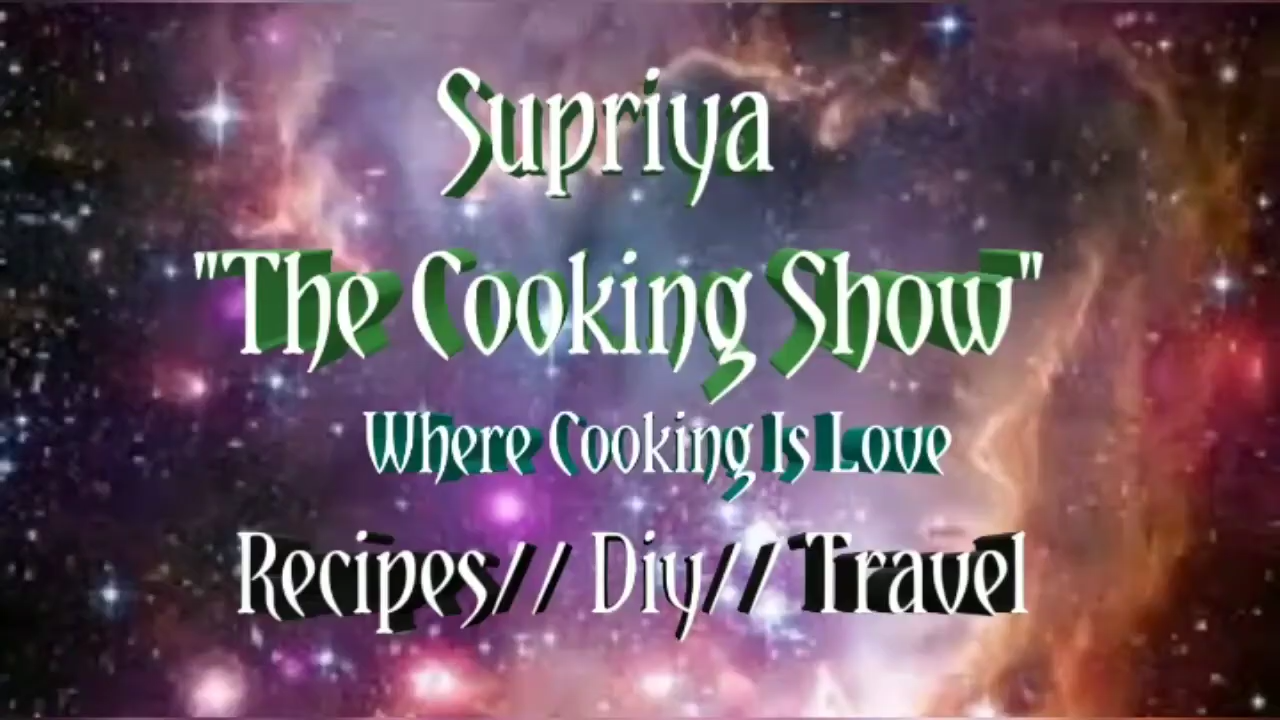 Supriya
"The Cooking Show"
Where Cooking Is Love
Recipes// Diy// Travel